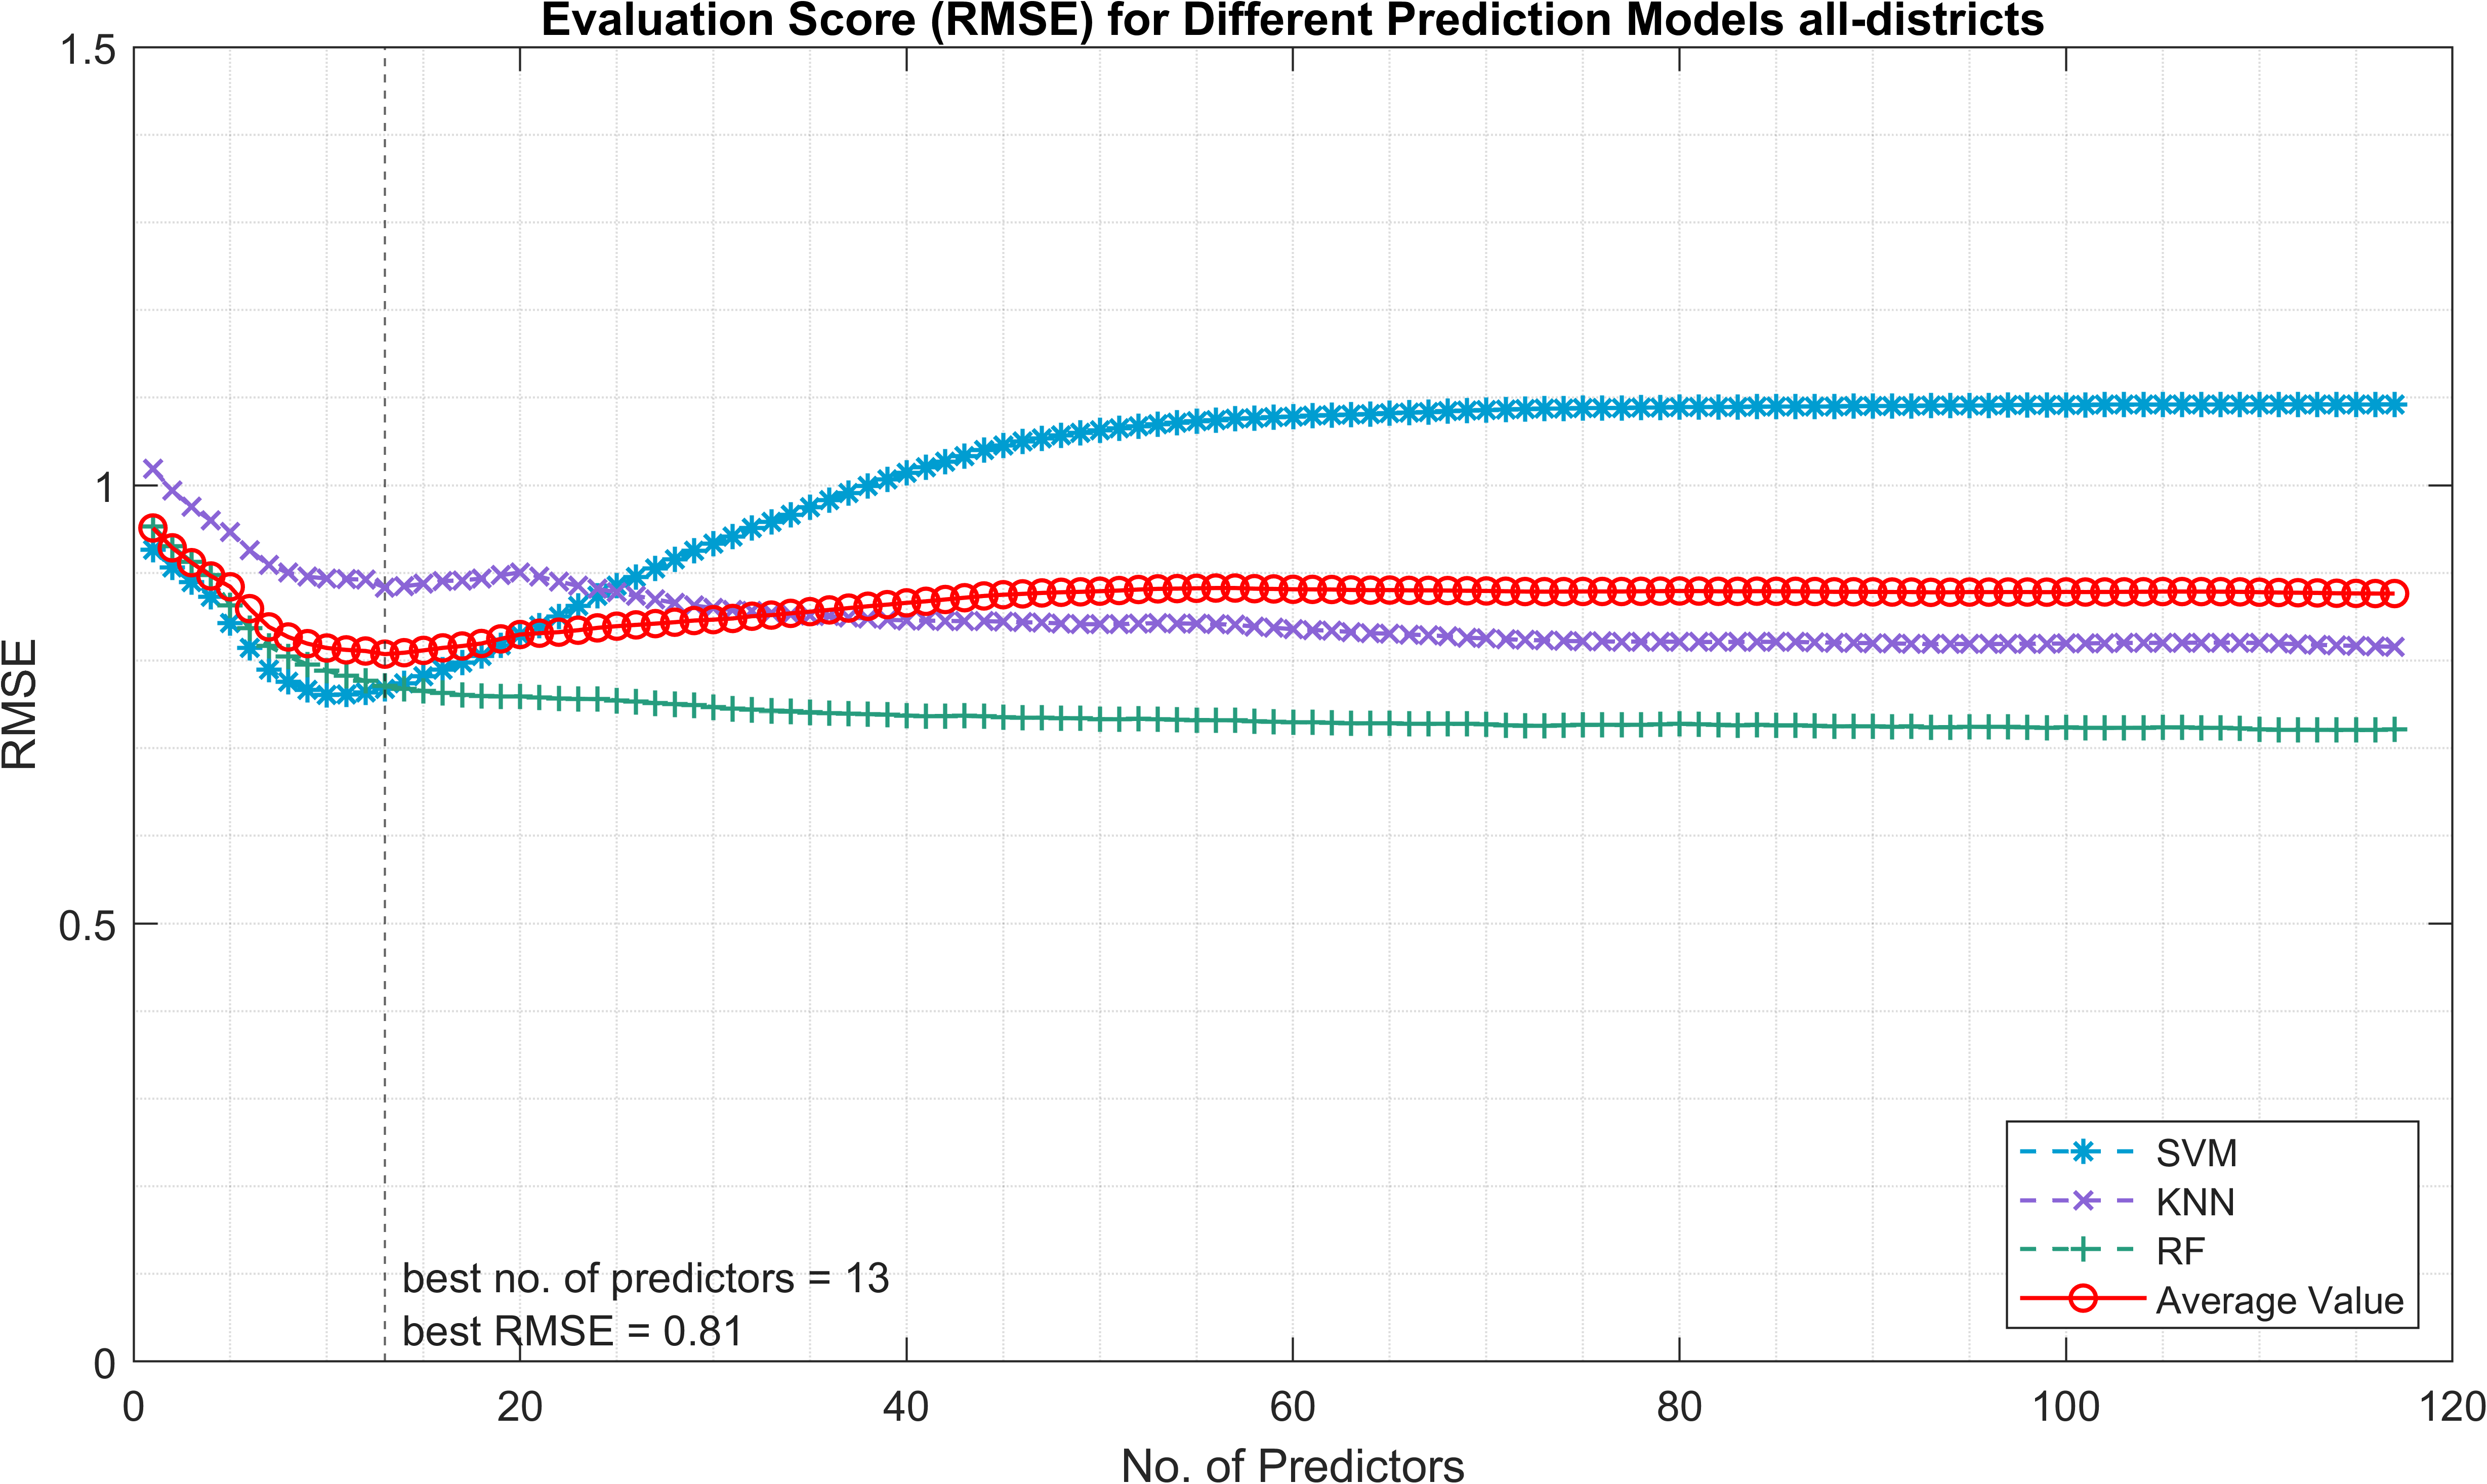 Evaluation Score (RMSE) for Different Prediction Models all-districts
1.5
1
0.5
0
RMSE
best no. of predictors = 13
best RMSE = 0.81
SVM
KNN
RF
Average Value
0 20 40 60 80 100 120
No. of Predictors